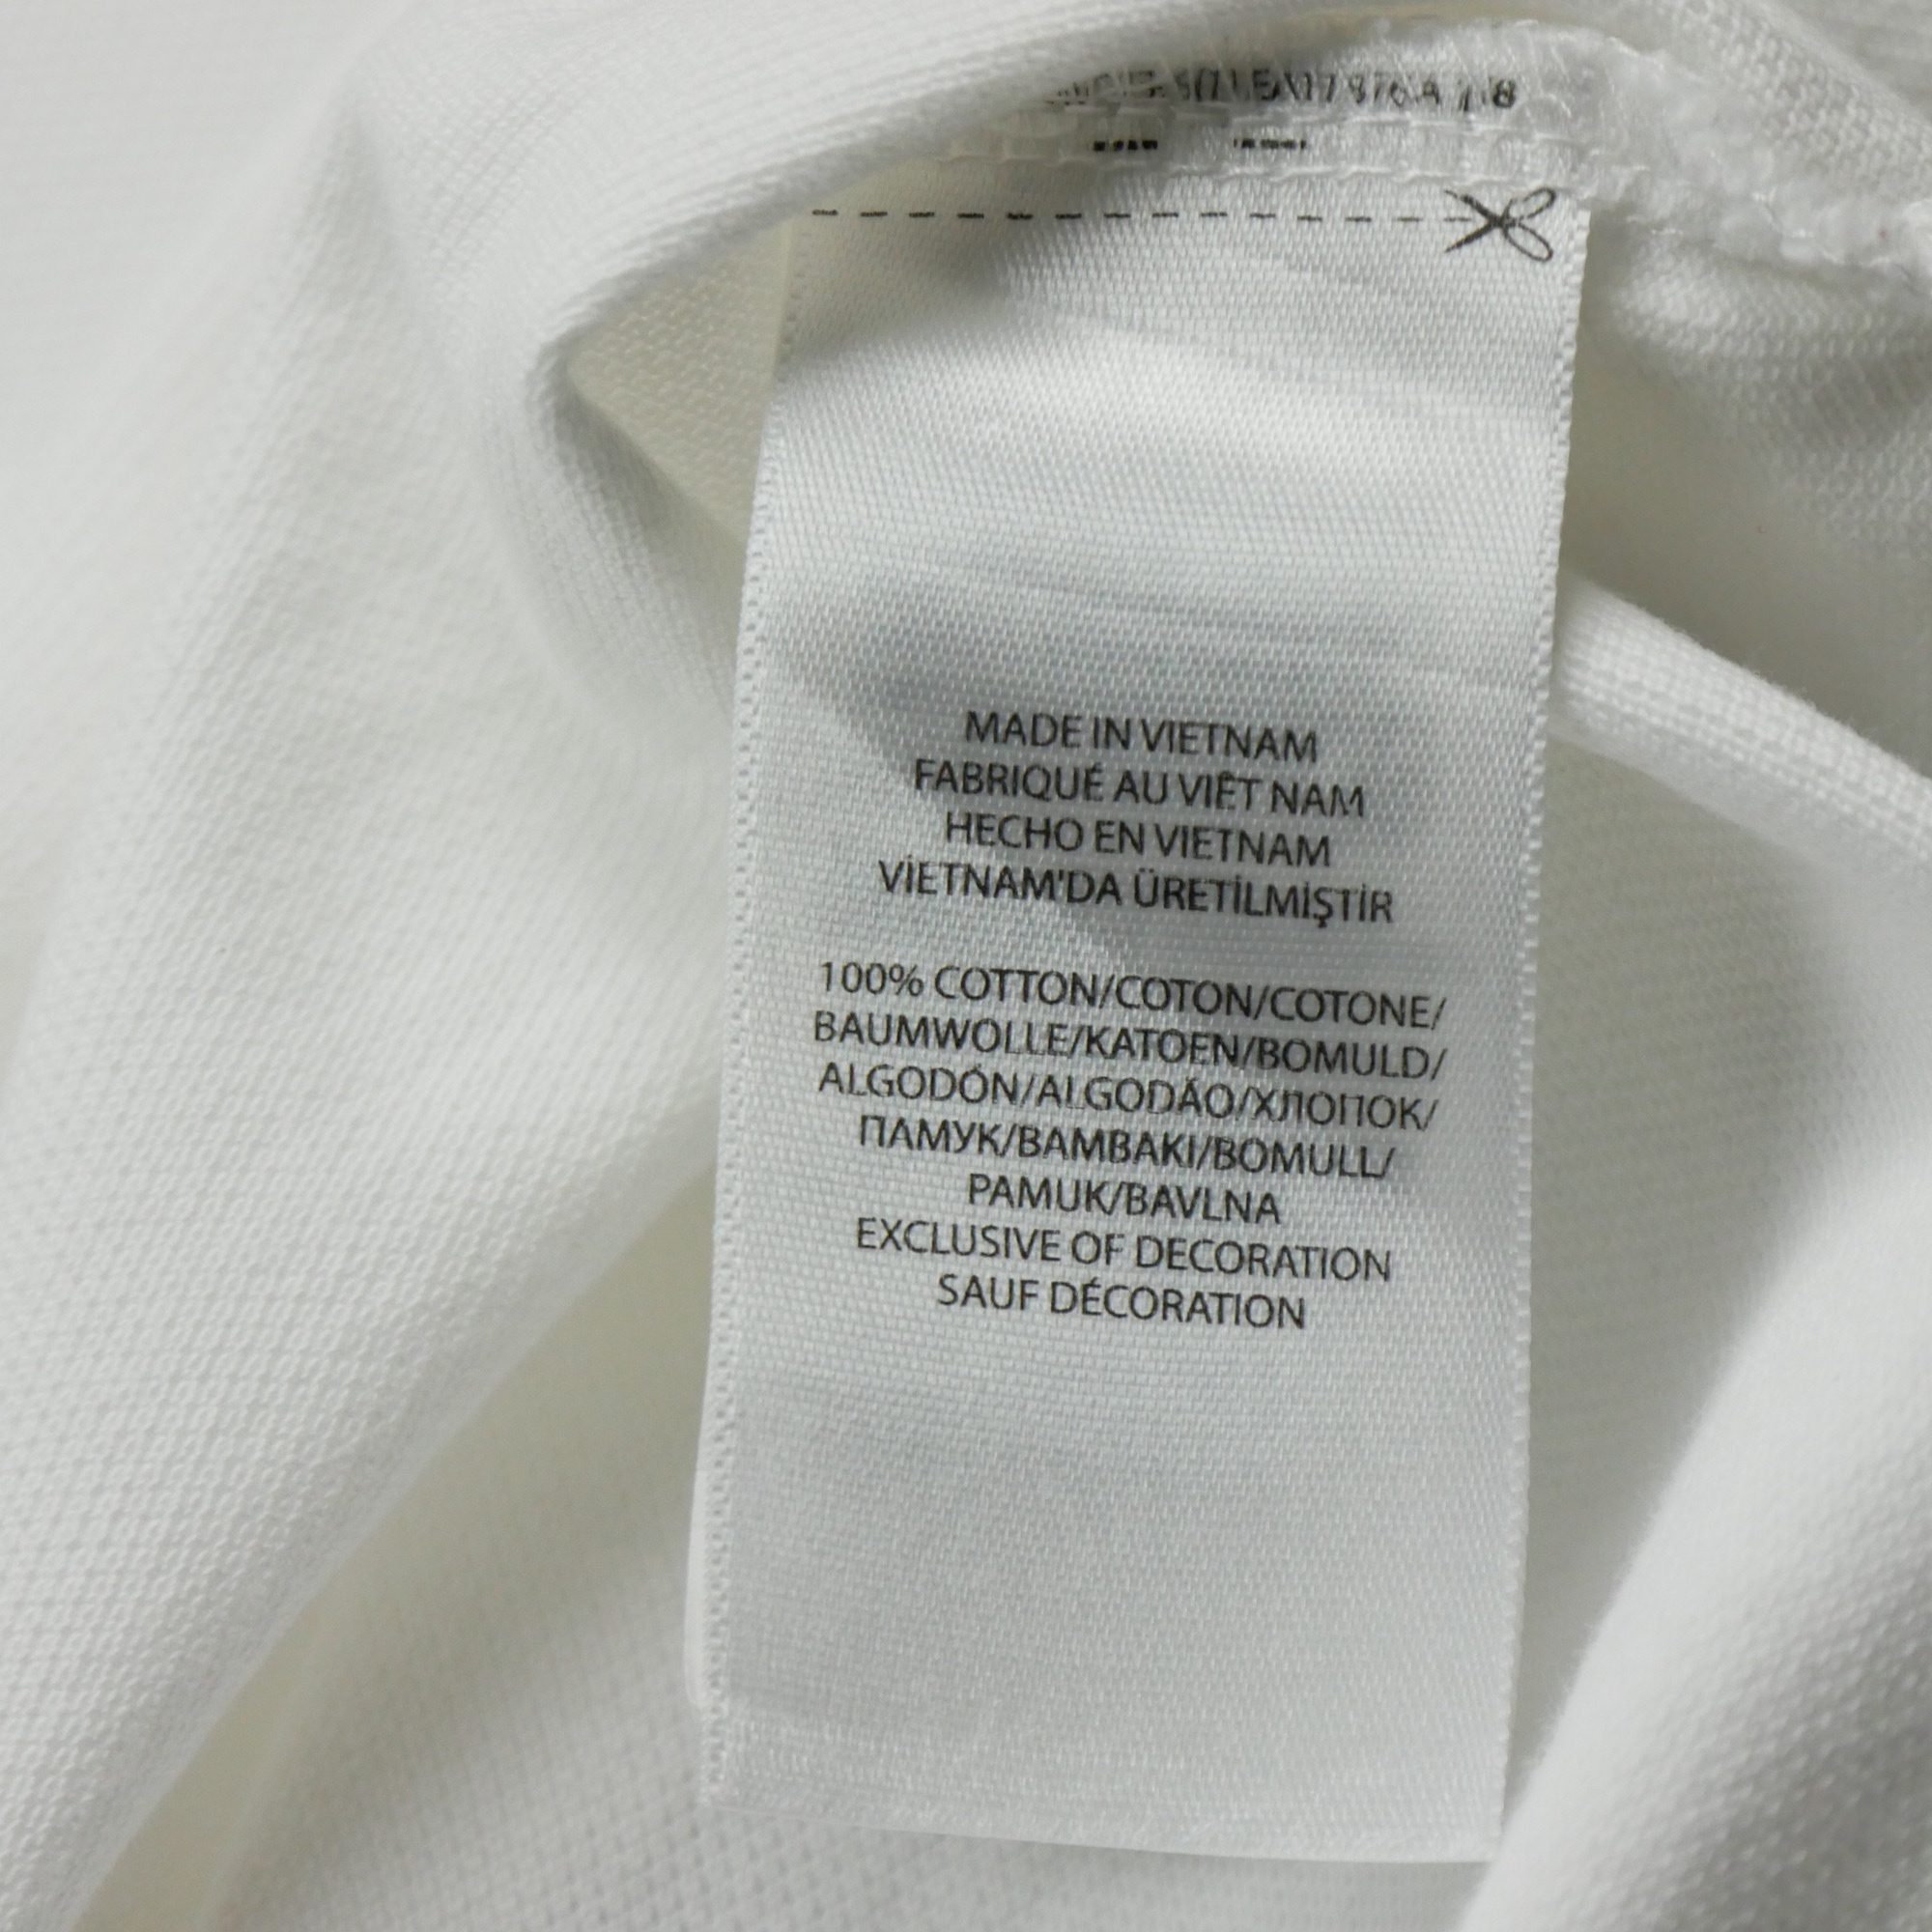 MADE IN VIETNAM
FABRIQUÉ AU VIÊT NAM
HECHO EN VIETNAM
VİETNAM'DA ÜRETİLMİŞTİR
100% COTTON/COTON/COTONE/
BAUMWOLLE/KATOEN/BOMULD/
ALGODÓN/ALGODÃO/ХЛОПОК/
ПАМУК/ΒΑΜΒΑΚΙ/BOMULL/
PAMUK/BAVLNA
EXCLUSIVE OF DECORATION
SAUF DÉCORATION